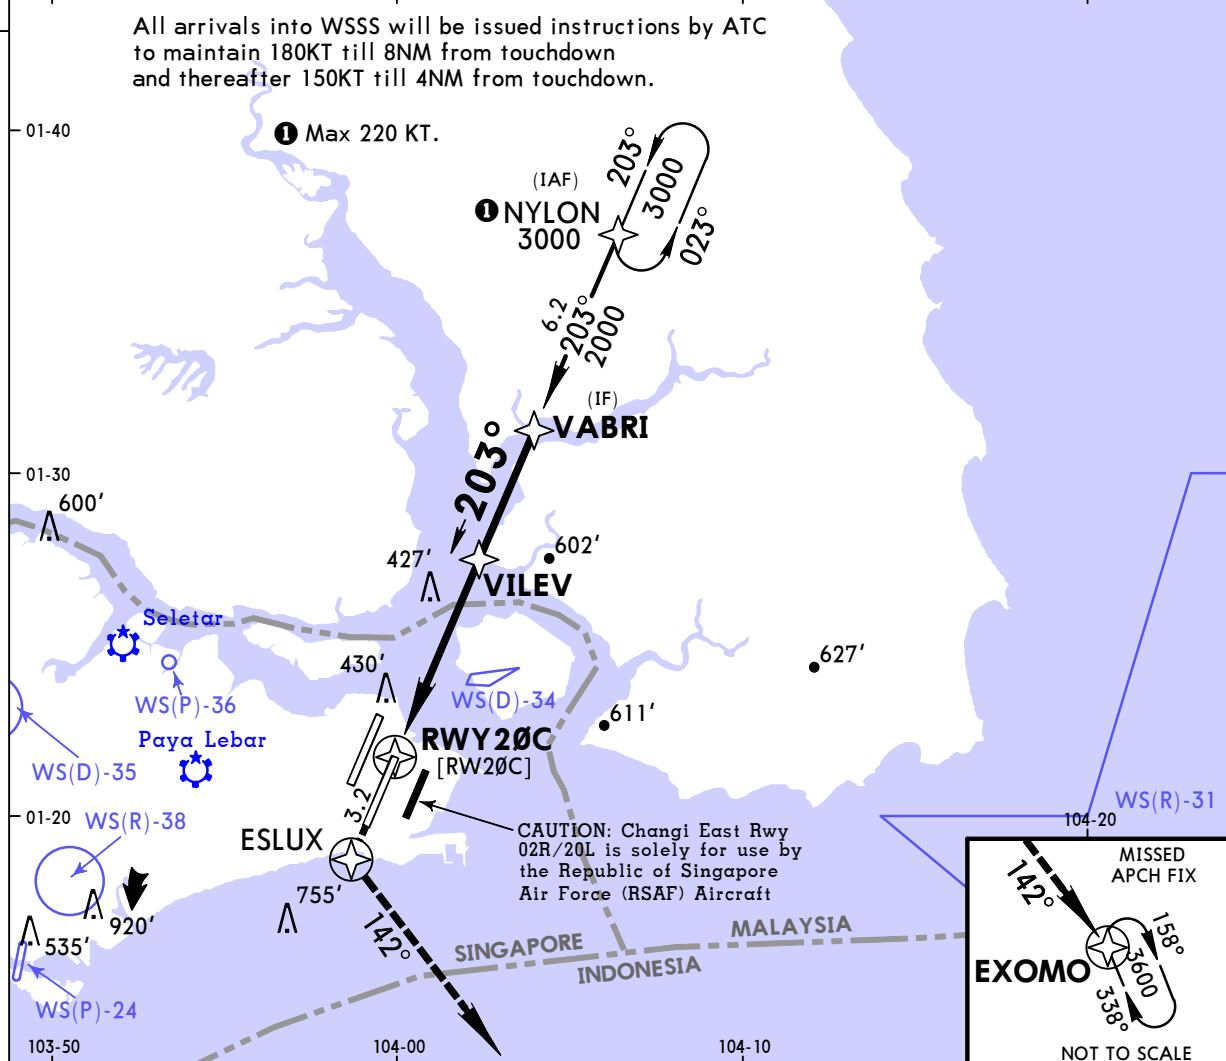 All arrivals into WSSS will be issued instructions by ATC
to maintain 180KT till 8NM from touchdown
and thereafter 150KT till 4NM from touchdown.
01-40
1 Max 220 KT.
203°
3000
023°
(IAF)
1 NYLON
3000
6.2
203°
2000
(IF)
VABRI
203°
01-30
600'
427'
602'
VILEV
Seletar
430'
627'
WS(P)-36
WS(D)-34
611'
Paya Lebar
RWY20C
[RW20C]
WS(D)-35
3.2
WS(R)-31
01-20
WS(R)-38
104-20
ESLUX
CAUTION: Changi East Rwy
02R/20L is solely for use by
the Republic of Singapore
Air Force (RSAF) Aircraft
MISSED
APCH FIX
142°
755'
920'
535'
142°
SINGAPORE
MALAYSIA
INDONESIA
158°
3600
EXOMO
338°
WS(P)-24
NOT TO SCALE
103-50
104-00
104-10